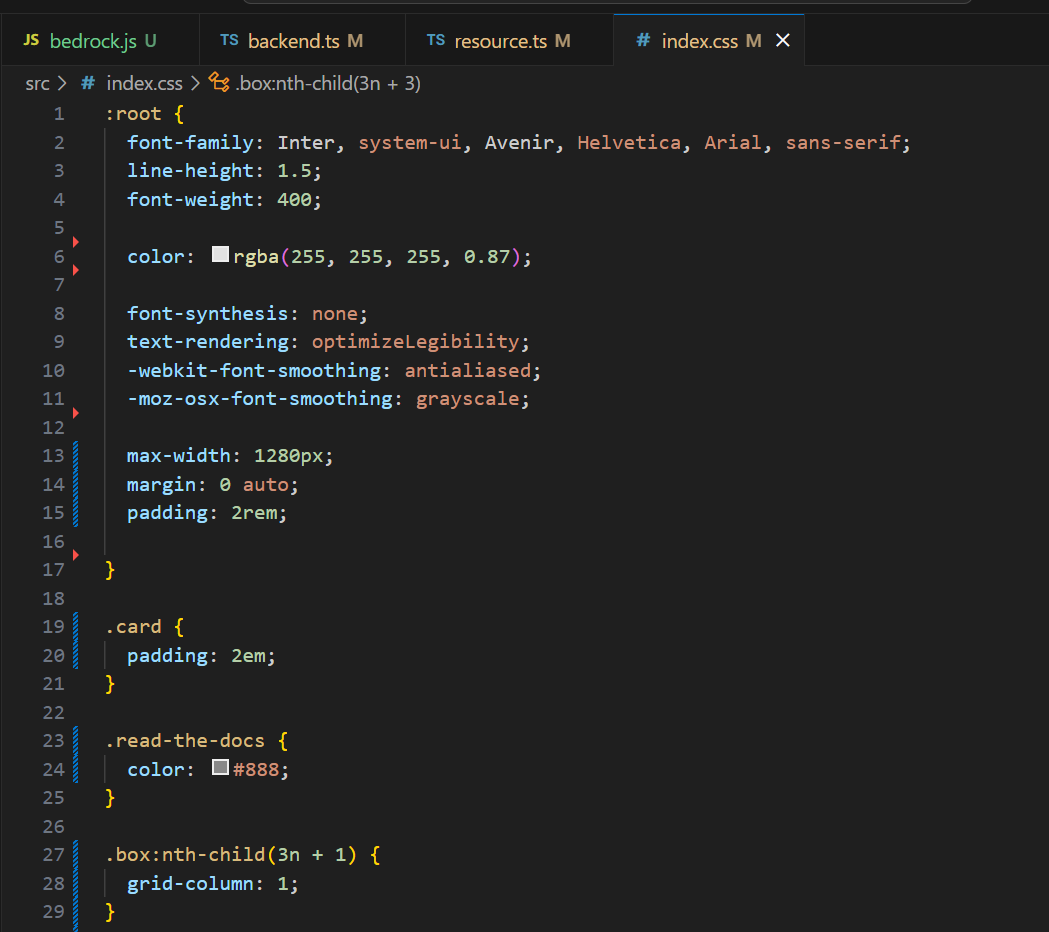 JS bedrock.js U TS backend.ts M TS resource.ts M # index.css M ×
src > # index.css > .box:nth-child(3n + 3)
1 :root {
2 font-family: Inter, system-ui, Avenir, Helvetica, Arial, sans-serif;
3 line-height: 1.5;
4 font-weight: 400;
5
6 color: rgba(255, 255, 255, 0.87);
7
8 font-synthesis: none;
9 text-rendering: optimizeLegibility;
10 -webkit-font-smoothing: antialiased;
11 -moz-osx-font-smoothing: grayscale;
12
13 max-width: 1280px;
14 margin: 0 auto;
15 padding: 2rem;
16
17 }
18
19 .card {
20 padding: 2em;
21 }
22
23 .read-the-docs {
24 color: #888;
25 }
26
27 .box:nth-child(3n + 1) {
28 grid-column: 1;
29 }